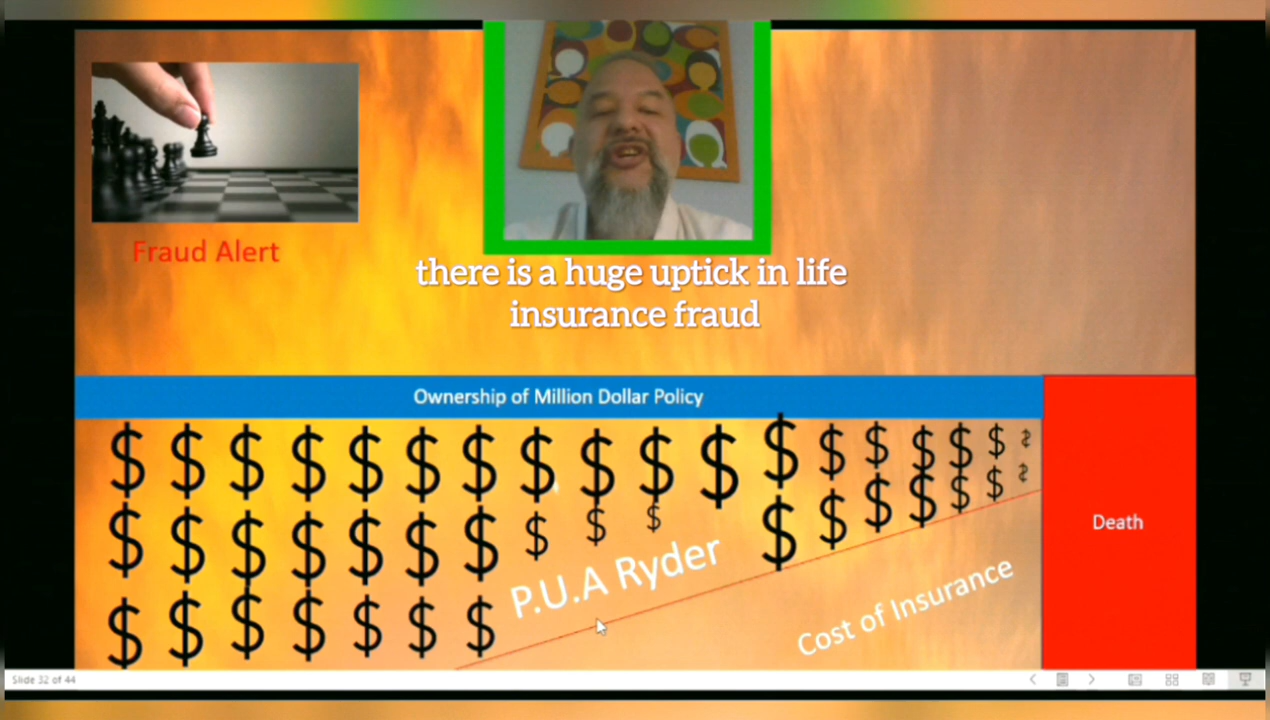 Fraud Alert
there is a huge uptick in life
insurance fraud
Ownership of Million Dollar Policy
P.U.A Ryder
Cost of Insurance
Death
Slide 32 of 44